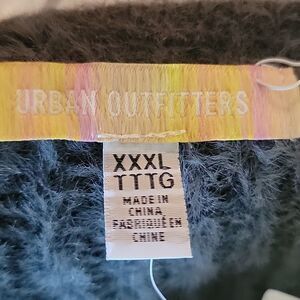 URBAN OUTFITTERS
XXXL
TTTG
MADE IN
CHINA
FABRIQUÉ EN
CHINE